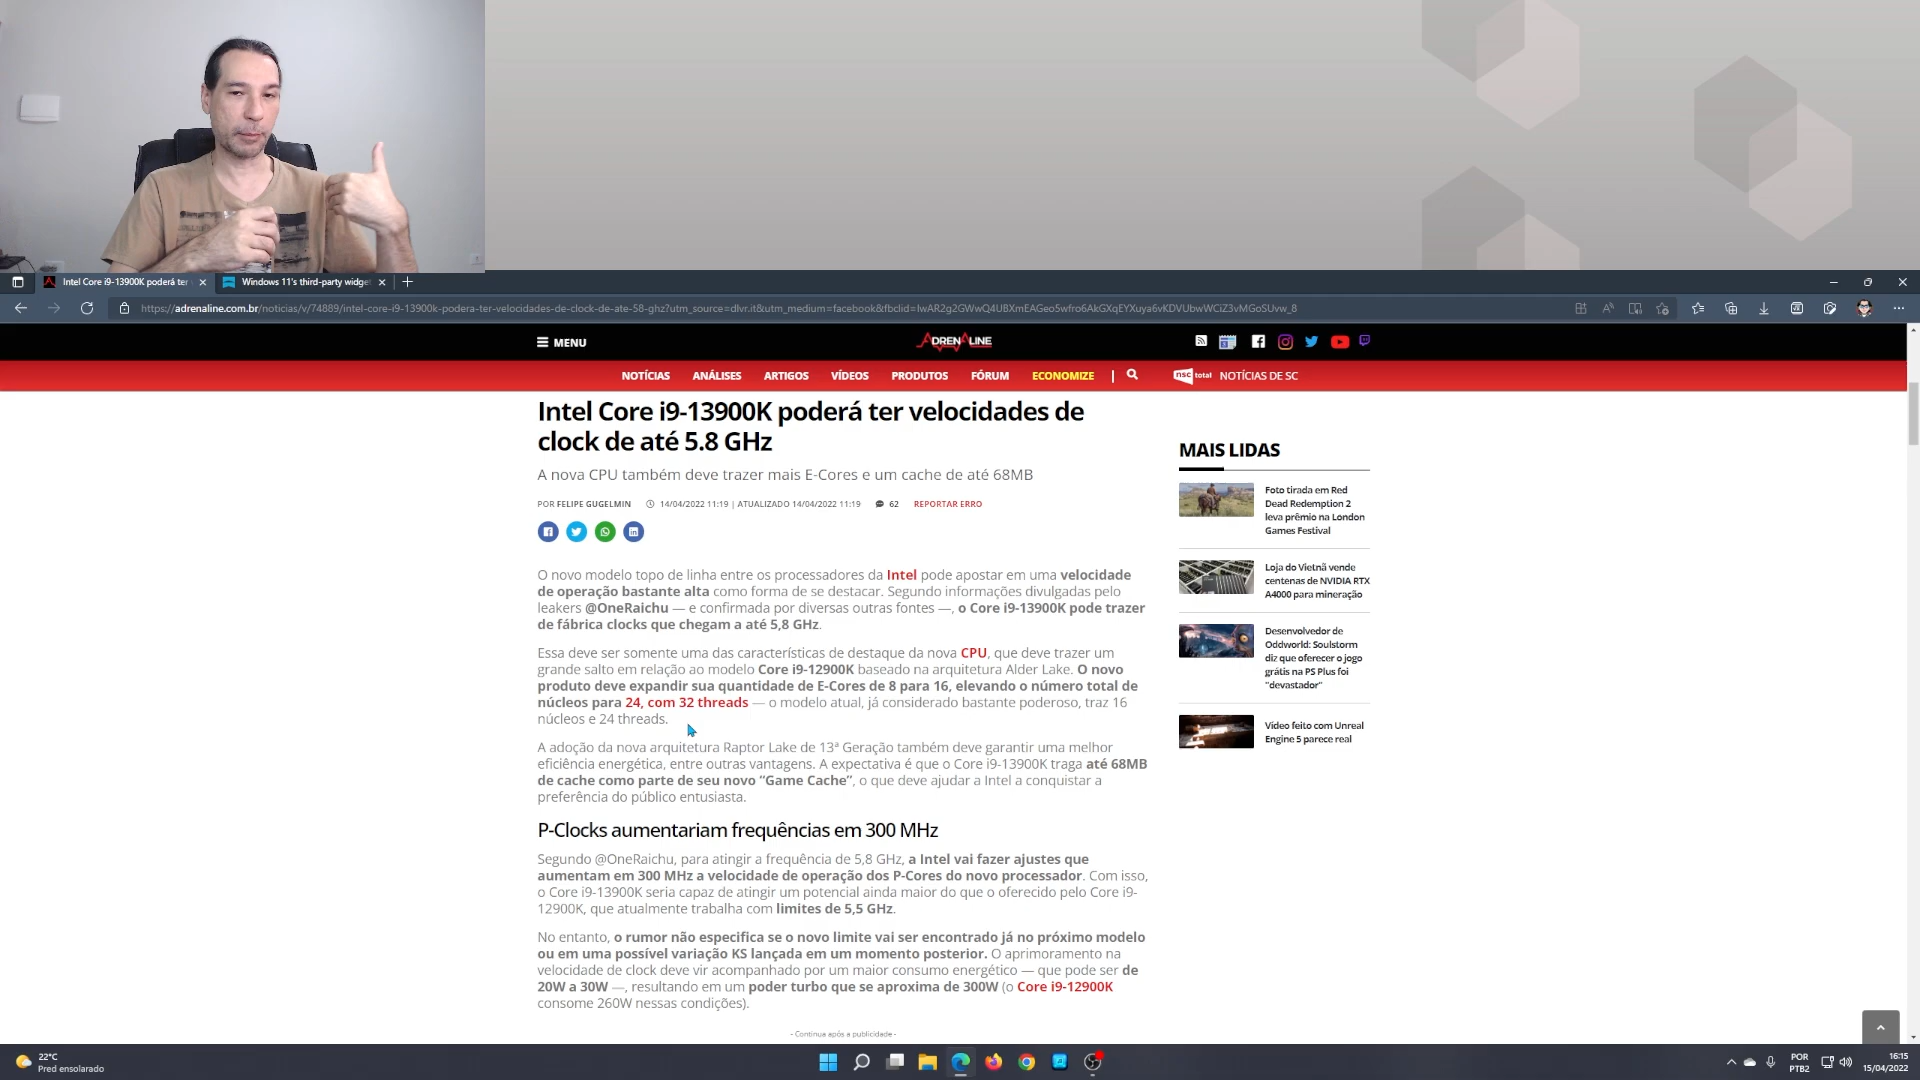 Intel Core i9-13900K poderá ter
Windows 11's third-party widget
https://adrenaline.com.br/noticias/v/74889/intel-core-i9-13900k-podera-ter-velocidades-de-clock-de-ate-58-ghz?utm_source=dlvr.it&utm_medium=facebook&fbclid=IwAR2g2GWwQ4UBXmEAGeo5wfro6AkGXqEYXuya6vKDVUbwWCiZ3vMGoSUvw_8
MENU
ADRENALINE
NOTÍCIAS ANÁLISES ARTIGOS VÍDEOS PRODUTOS FÓRUM ECONOMIZE | nsc total NOTÍCIAS DE SC
Intel Core i9-13900K poderá ter velocidades de
clock de até 5.8 GHz
A nova CPU também deve trazer mais E-Cores e um cache de até 68MB
POR FELIPE GUGELMIN 14/04/2022 11:19 | ATUALIZADO 14/04/2022 11:19 62 REPORTAR ERRO
O novo modelo topo de linha entre os processadores da Intel pode apostar em uma velocidade
de operação bastante alta como forma de se destacar. Segundo informações divulgadas pelo
leakers @OneRaichu — e confirmada por diversas outras fontes —, o Core i9-13900K pode trazer
de fábrica clocks que chegam a até 5,8 GHz.
Essa deve ser somente uma das características de destaque da nova CPU, que deve trazer um
grande salto em relação ao modelo Core i9-12900K baseado na arquitetura Alder Lake. O novo
produto deve expandir sua quantidade de E-Cores de 8 para 16, elevando o número total de
núcleos para 24, com 32 threads — o modelo atual, já considerado bastante poderoso, traz 16
núcleos e 24 threads.
A adoção da nova arquitetura Raptor Lake de 13ª Geração também deve garantir uma melhor
eficiência energética, entre outras vantagens. A expectativa é que o Core i9-13900K traga até 68MB
de cache como parte de seu novo “Game Cache”, o que deve ajudar a Intel a conquistar a
preferência do público entusiasta.
P-Clocks aumentariam frequências em 300 MHz
Segundo @OneRaichu, para atingir a frequência de 5,8 GHz, a Intel vai fazer ajustes que
aumentam em 300 MHz a velocidade de operação dos P-Cores do novo processador. Com isso,
o Core i9-13900K seria capaz de atingir um potencial ainda maior do que o oferecido pelo Core i9-
12900K, que atualmente trabalha com limites de 5,5 GHz.
No entanto, o rumor não especifica se o novo limite vai ser encontrado já no próximo modelo
ou em uma possível variação KS lançada em um momento posterior. O aprimoramento na
velocidade de clock deve vir acompanhado por um maior consumo energético — que pode ser de
20W a 30W —, resultando em um poder turbo que se aproxima de 300W (o Core i9-12900K
consome 260W nessas condições).
- Continua após a publicidade -
MAIS LIDAS
Foto tirada em Red
Dead Redemption 2
leva prêmio na London
Games Festival
Loja do Vietnã vende
centenas de NVIDIA RTX
A4000 para mineração
Desenvolvedor de
Oddworld: Soulstorm
diz que oferecer o jogo
grátis na PS Plus foi
"devastador"
Vídeo feito com Unreal
Engine 5 parece real
22°C
Pred ensolarado
POR
PTB2
16:15
15/04/2022